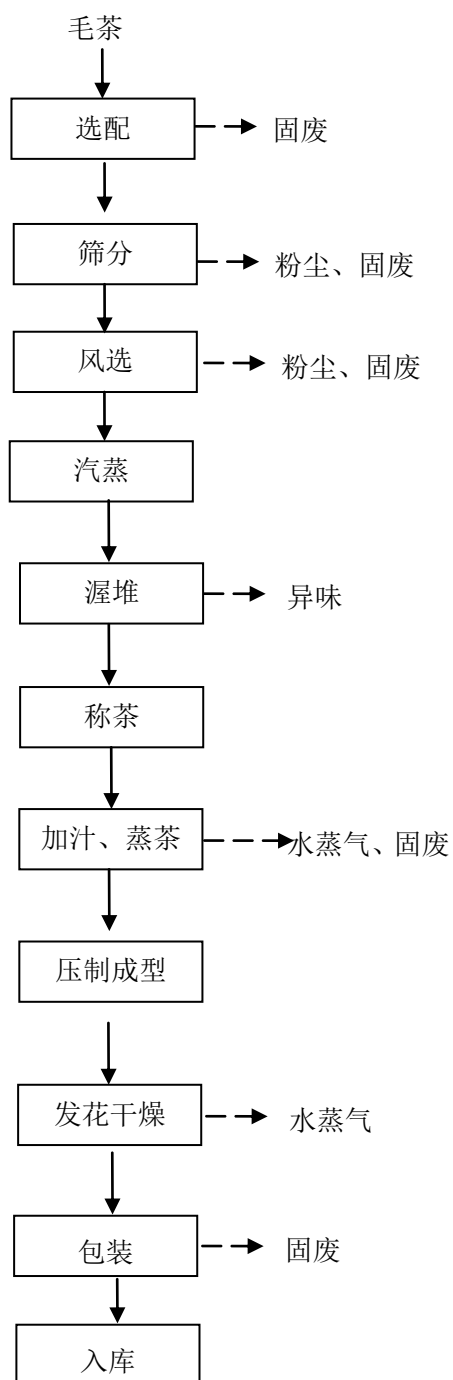 毛茶
选配
固废
筛分
粉尘、固废
风选
粉尘、固废
汽蒸
渥堆
异味
称茶
加汁、蒸茶
水蒸气、固废
压制成型
发花干燥
水蒸气
包装
固废
入库